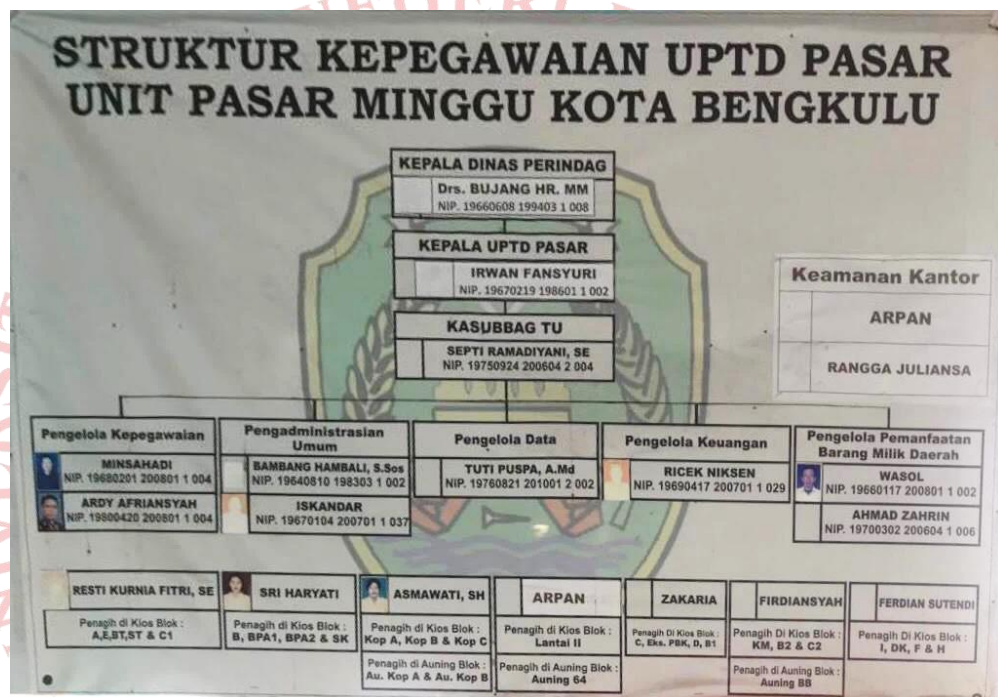 STRUKTUR KEPEGAWAIAN UPTD PASAR
UNIT PASAR MINGGU KOTA BENGKULU
KEPALA DINAS PERINDAG
Drs. BUJANG HR. MM
NIP. 19660608 199403 1 008
KEPALA UPTD PASAR
IRWAN FANSYURI
NIP. 19670219 198601 1 002
KASUBBAG TU
SEPTI RAMADIYANI, SE
NIP. 19750924 200604 2 004
Keamanan Kantor
ARPAN
RANGGA JULIANSA
Pengelola Kepegawaian
MINSAHADI
NIP. 19680201 200801 1 004
ARDY AFRIANSYAH
NIP. 19800420 200801 1 004
Pengadministrasian
Umum
BAMBANG HAMBALI, S.Sos
NIP. 19640810 198303 1 002
ISKANDAR
NIP. 19670104 200701 1 037
Pengelola Data
TUTI PUSPA, A.Md
NIP. 19760821 201001 2 002
Pengelola Keuangan
RICEK NIKSEN
NIP. 19690417 200701 1 029
Pengelola Pemanfaatan
Barang Milik Daerah
WASOL
NIP. 19660117 200801 1 002
AHMAD ZAHRIN
NIP. 19700302 200604 1 006
RESTI KURNIA FITRI, SE
Penagih di Kios Blok :
A,E,BT,ST & C1
SRI HARYATI
Penagih di Kios Blok :
B, BPA1, BPA2 & SK
ASMAWATI, SH
Penagih di Kios Blok :
Kop A, Kop B & Kop C
Penagih di Auning Blok :
Au. Kop A & Au. Kop B
ARPAN
Penagih di Kios Blok :
Lantai II
Penagih di Auning Blok :
Auning 64
ZAKARIA
Penagih Di Kios Blok :
C, Eks. PBK, D, B1
FIRDIANSYAH
Penagih Di Kios Blok :
KM, B2 & C2
Penagih di Auning Blok :
Auning BB
FERDIAN SUTENDI
Penagih Di Kios Blok :
I, DK, F & H